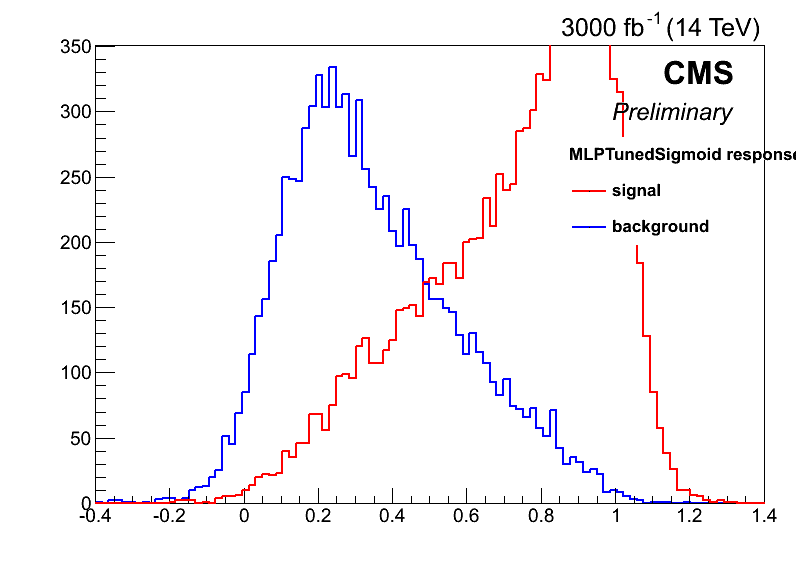 3000 fb-1 (14 TeV)
350
CMS
Preliminary
300
MLPTunedSigmoid response
250
signal
200
background
150
100
50
0
-0.4 -0.2 0 0.2 0.4 0.6 0.8 1 1.2 1.4